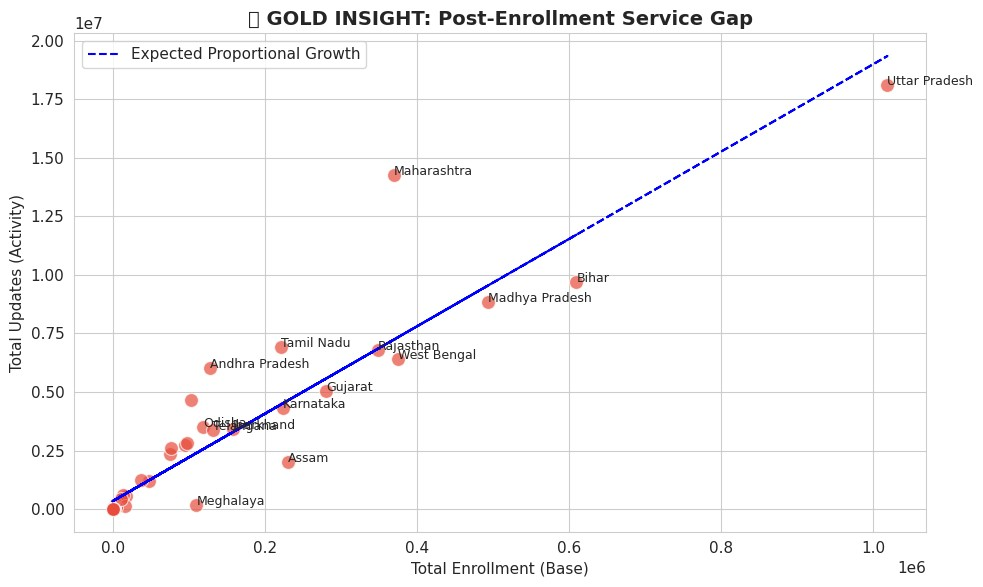 GOLD INSIGHT: Post-Enrollment Service Gap
1e7
2.00
1.75
1.50
1.25
1.00
0.75
0.50
0.25
0.00
Total Updates (Activity)
Expected Proportional Growth
Uttar Pradesh
Maharashtra
Bihar
Madhya Pradesh
Tamil Nadu
Rajasthan
West Bengal
Andhra Pradesh
Gujarat
Karnataka
Odisha
Telangana
Assam
Meghalaya
0.0 0.2 0.4 0.6 0.8 1.0
1e6
Total Enrollment (Base)